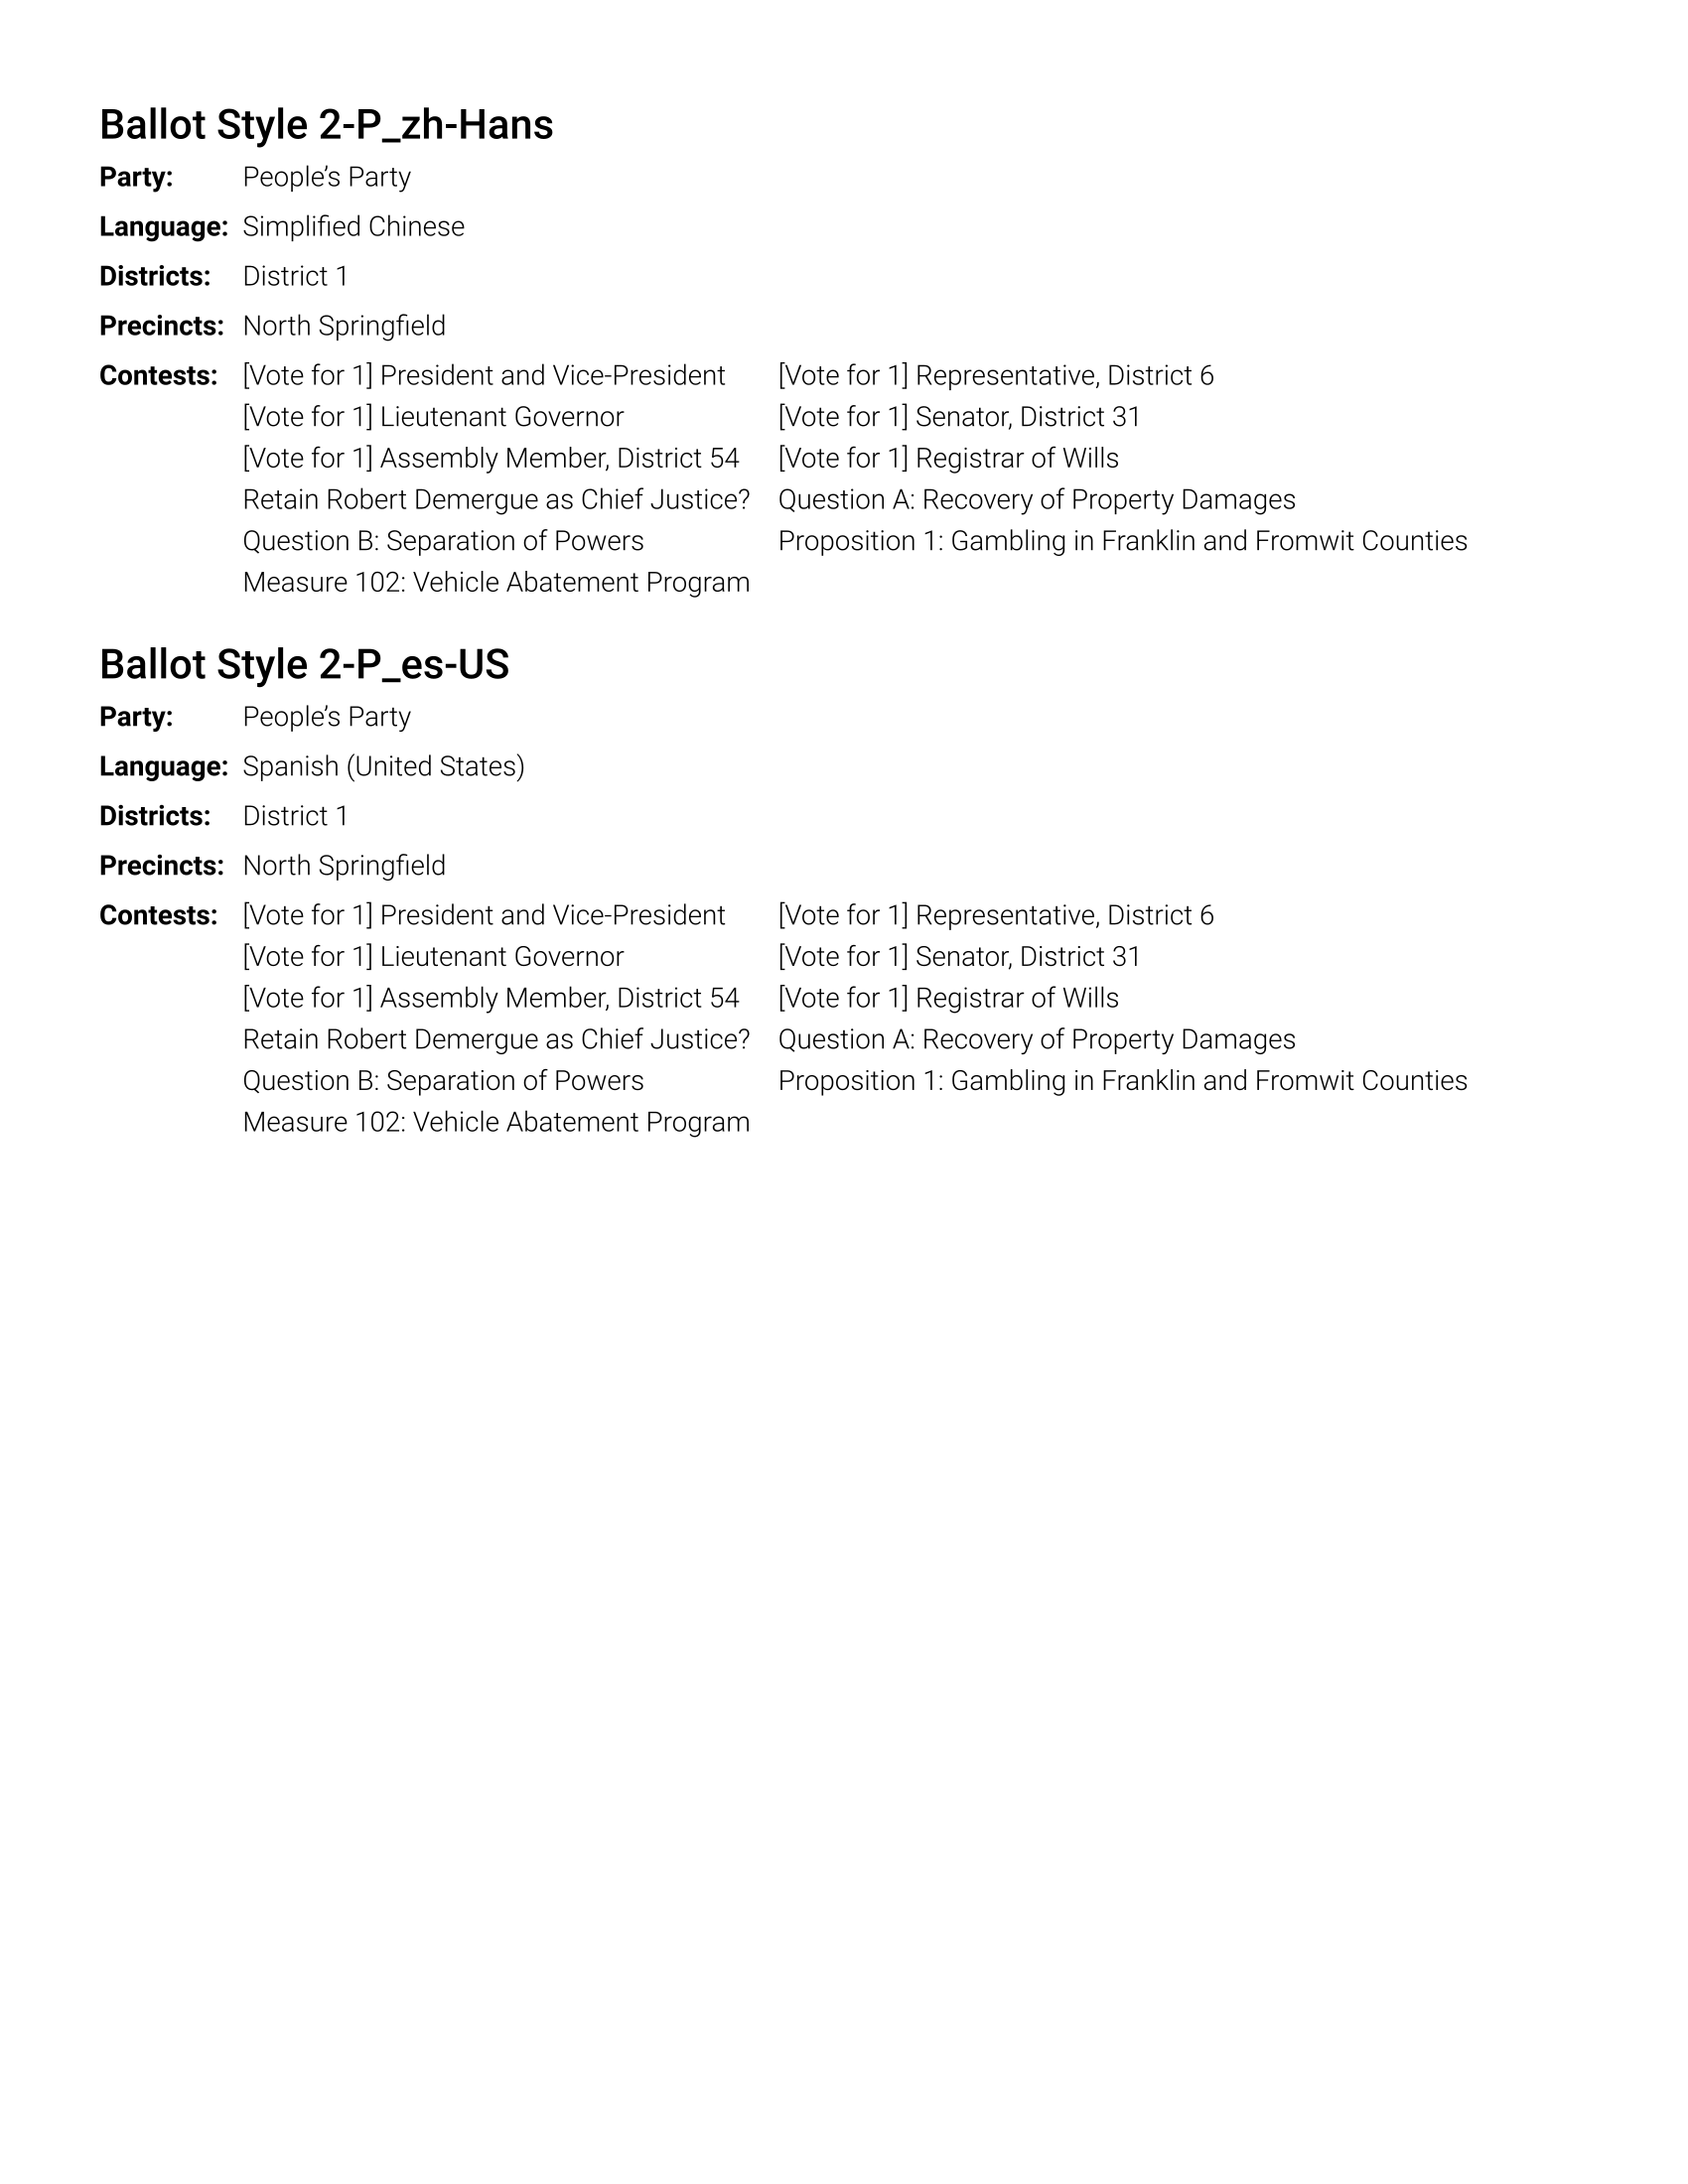 Ballot Style 2-P_zh-Hans
Party: People’s Party
Language: Simplified Chinese
Districts: District 1
Precincts: North Springfield
Contests: [Vote for 1] President and Vice-President [Vote for 1] Representative, District 6
[Vote for 1] Lieutenant Governor [Vote for 1] Senator, District 31
[Vote for 1] Assembly Member, District 54 [Vote for 1] Registrar of Wills
Retain Robert Demergue as Chief Justice? Question A: Recovery of Property Damages
Question B: Separation of Powers Proposition 1: Gambling in Franklin and Fromwit Counties
Measure 102: Vehicle Abatement Program
Ballot Style 2-P_es-US
Party: People’s Party
Language: Spanish (United States)
Districts: District 1
Precincts: North Springfield
Contests: [Vote for 1] President and Vice-President [Vote for 1] Representative, District 6
[Vote for 1] Lieutenant Governor [Vote for 1] Senator, District 31
[Vote for 1] Assembly Member, District 54 [Vote for 1] Registrar of Wills
Retain Robert Demergue as Chief Justice? Question A: Recovery of Property Damages
Question B: Separation of Powers Proposition 1: Gambling in Franklin and Fromwit Counties
Measure 102: Vehicle Abatement Program